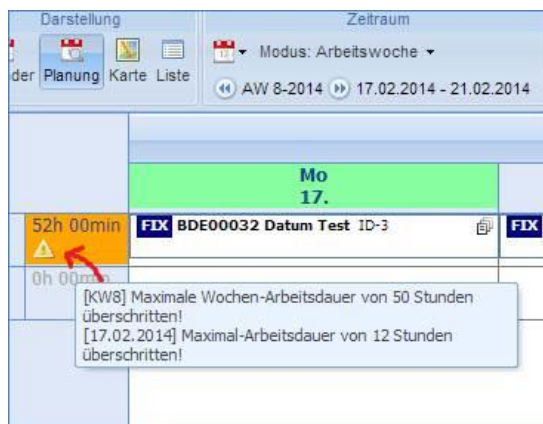 Darstellung
Zeitraum
der Planung Karte Liste
Modus: Arbeitswoche
AW 8-2014 17.02.2014 - 21.02.2014
Mo
17.
52h 00min FIX BDE00032 Datum Test ID-3 FIX
0h 00min
[KW8] Maximale Wochen-Arbeitsdauer von 50 Stunden
überschritten!
[17.02.2014] Maximal-Arbeitsdauer von 12 Stunden
überschritten!